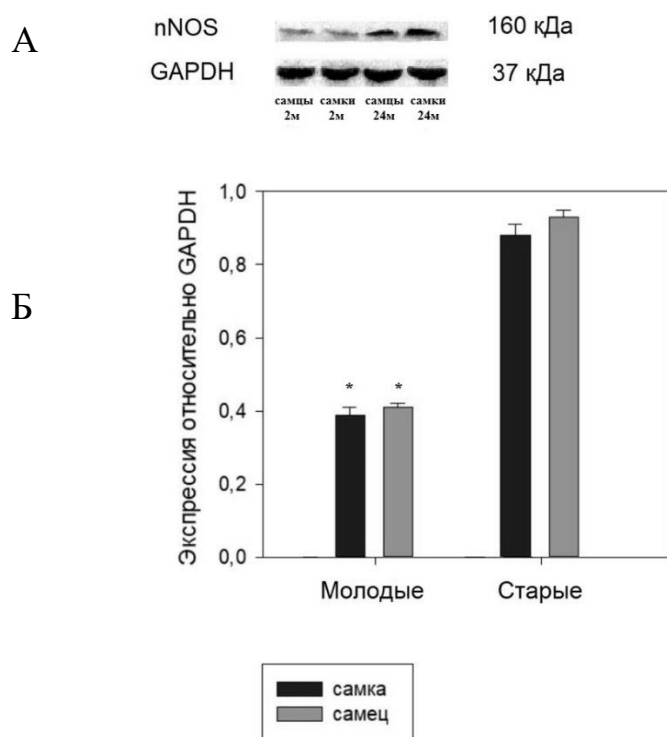 А
nNOS
160 кДа
GAPDH
37 кДа
самцы самки самцы самки
2м 2м 24м 24м
Б
Экспрессия относительно GAPDH
1,0
0,8
0,6
0,4
0,2
0,0
* *
Молодые Старые
самка
самец